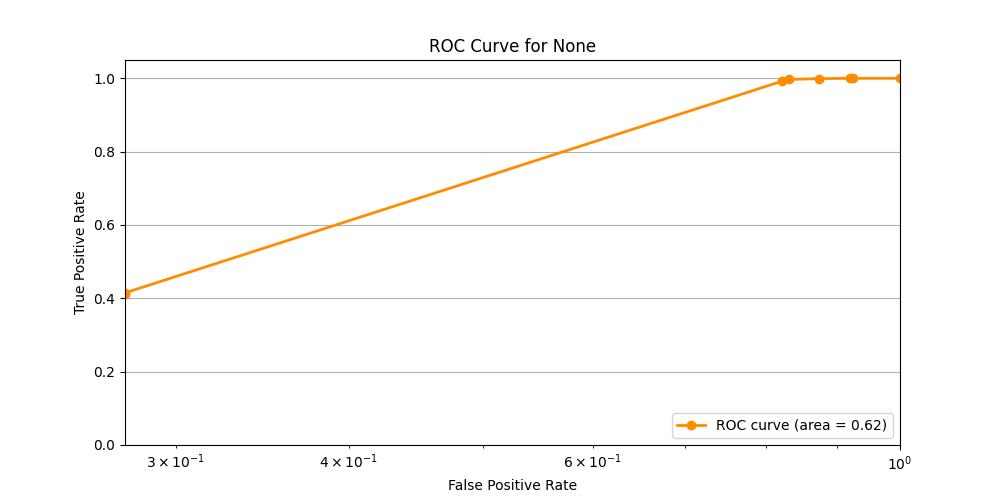 ROC Curve for None
True Positive Rate
1.0
0.8
0.6
0.4
0.2
0.0
ROC curve (area = 0.62)
3 × 10⁻¹
4 × 10⁻¹
6 × 10⁻¹
10⁰
False Positive Rate